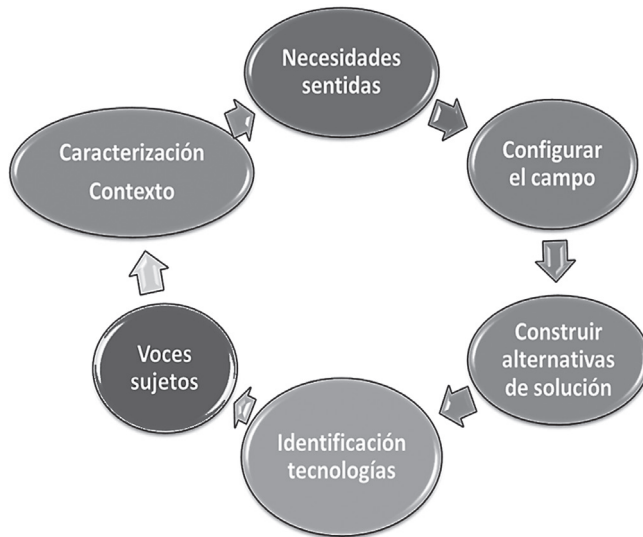 Necesidades
sentidas
Configurar
el campo
Construir
alternativas
de solución
Identificación
tecnologías
Voces
sujetos
Caracterización
Contexto